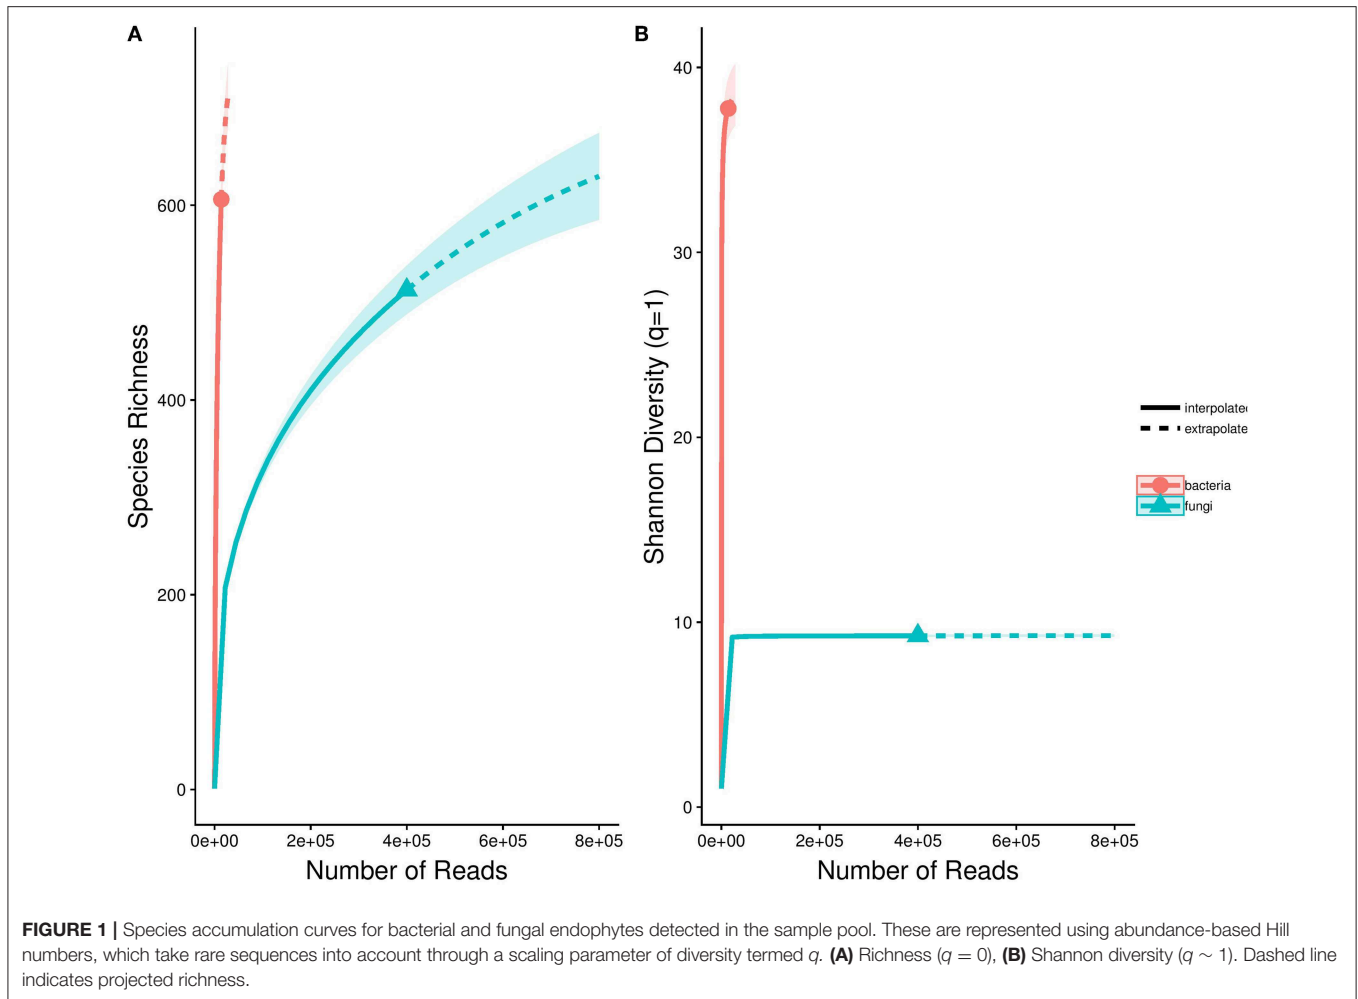 A
B
Species Richness
600
400
200
0
0e+00 2e+05 4e+05 6e+05 8e+05
Number of Reads
Shannon Diversity (q=1)
40
30
20
10
0
0e+00 2e+05 4e+05 6e+05 8e+05
Number of Reads
interpolate
extrapolate
bacteria
fungi
FIGURE 1 | Species accumulation curves for bacterial and fungal endophytes detected in the sample pool. These are represented using abundance-based Hill
numbers, which take rare sequences into account through a scaling parameter of diversity termed q. (A) Richness (q = 0), (B) Shannon diversity (q ∼ 1). Dashed line
indicates projected richness.